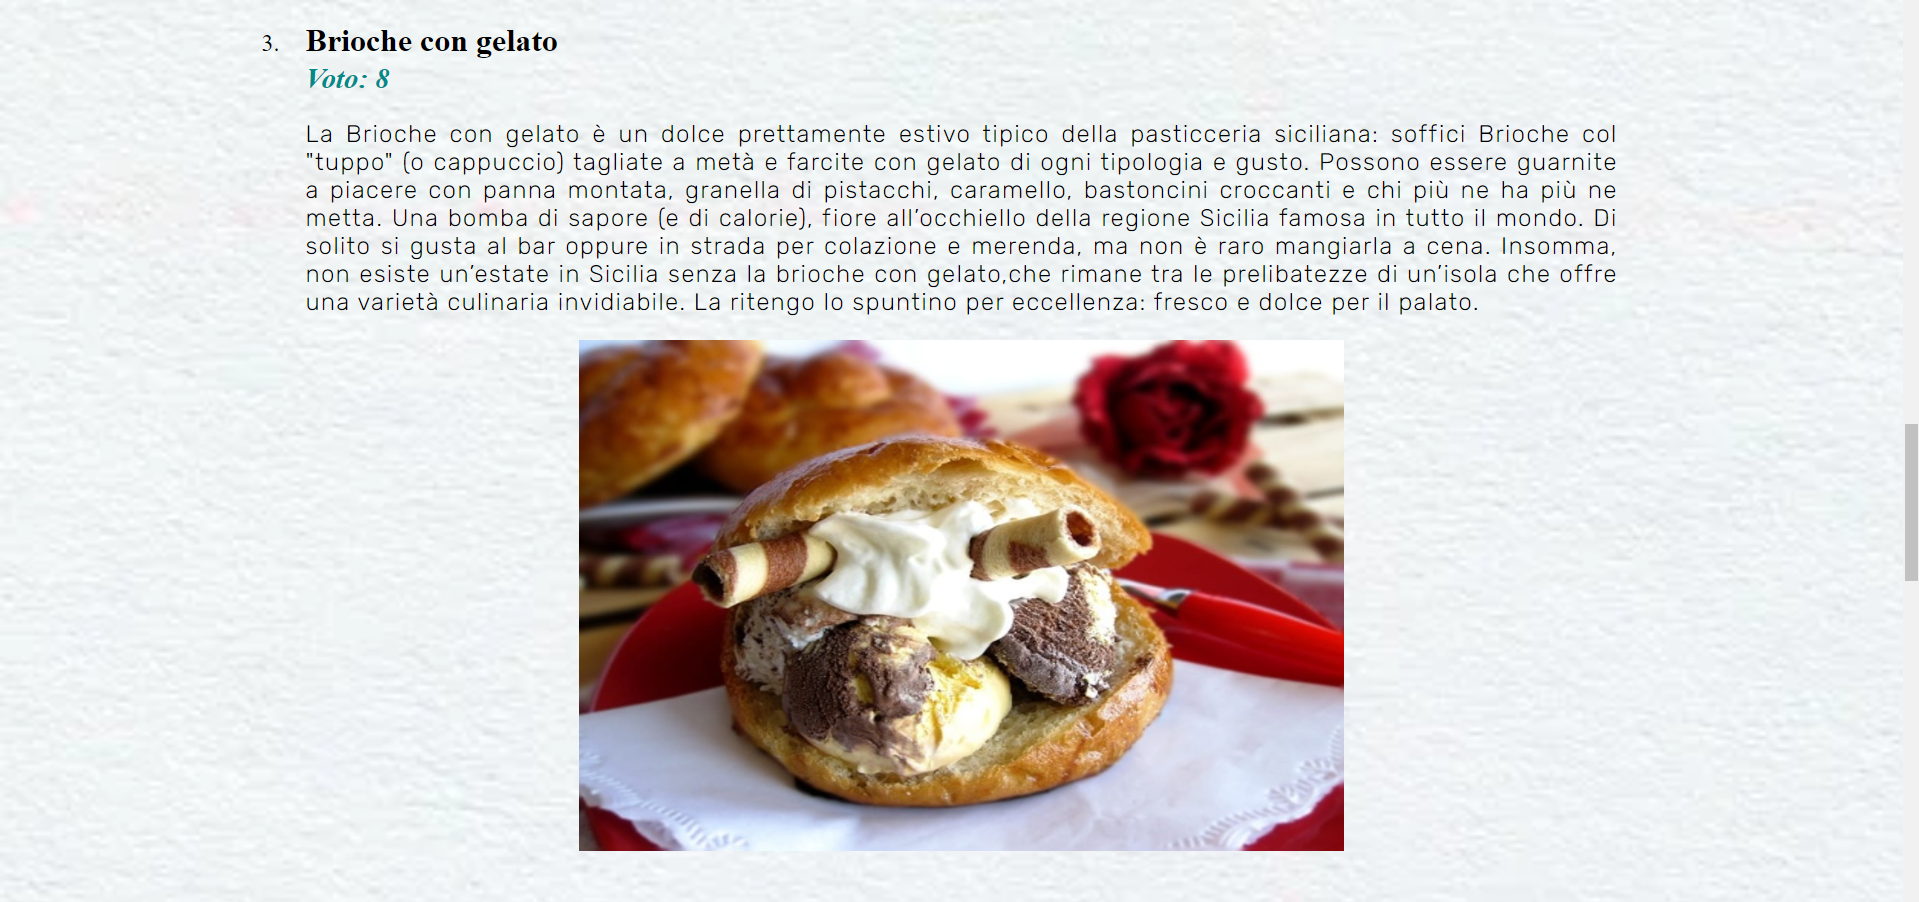 3. Brioche con gelato
Voto: 8
La Brioche con gelato è un dolce prettamente estivo tipico della pasticceria siciliana: soffici Brioche col
"tuppo" (o cappuccio) tagliate a metà e farcite con gelato di ogni tipologia e gusto. Possono essere guarnite
a piacere con panna montata, granella di pistacchi, caramello, bastoncini croccanti e chi più ne ha più ne
metta. Una bomba di sapore (e di calorie), fiore all’occhiello della regione Sicilia famosa in tutto il mondo. Di
solito si gusta al bar oppure in strada per colazione e merenda, ma non è raro mangiarla a cena. Insomma,
non esiste un’estate in Sicilia senza la brioche con gelato,che rimane tra le prelibatezze di un’isola che offre
una varietà culinaria invidiabile. La ritengo lo spuntino per eccellenza: fresco e dolce per il palato.